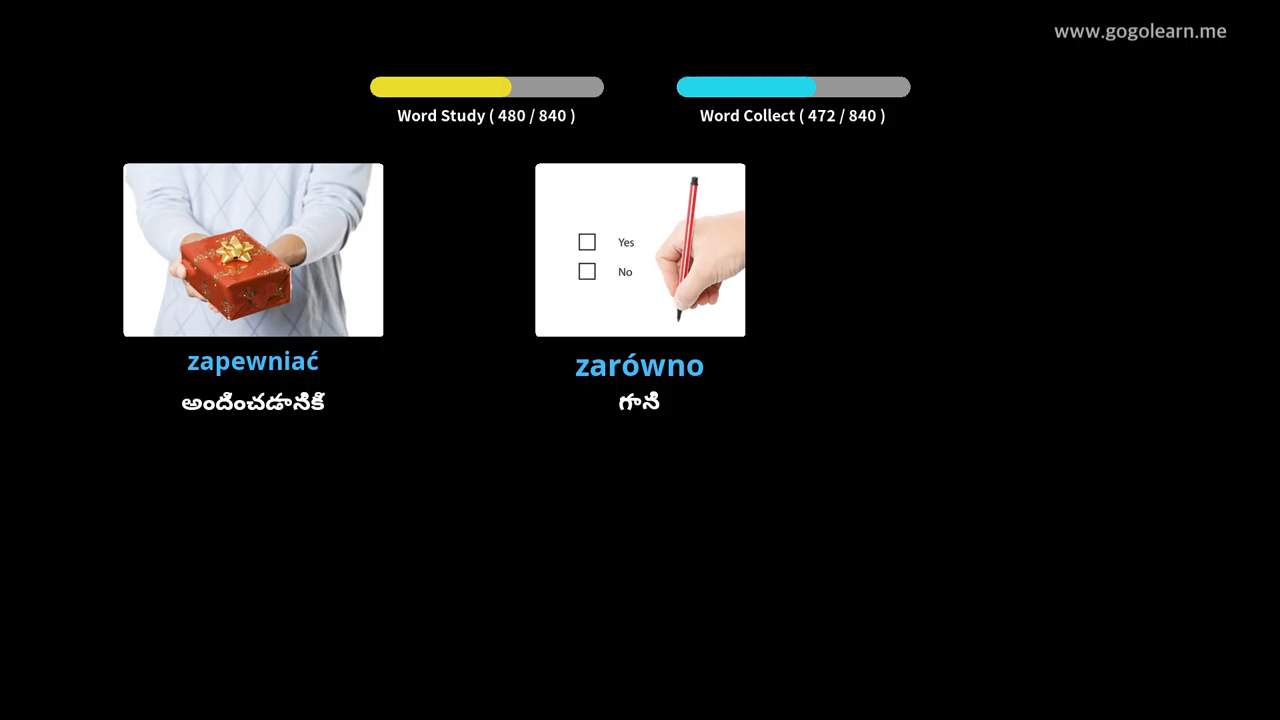 www.gogolearn.me
Word Study ( 480 / 840 )
Word Collect ( 472 / 840 )
Yes
No
zapewniać
zarówno
అందించడానికి
గాని